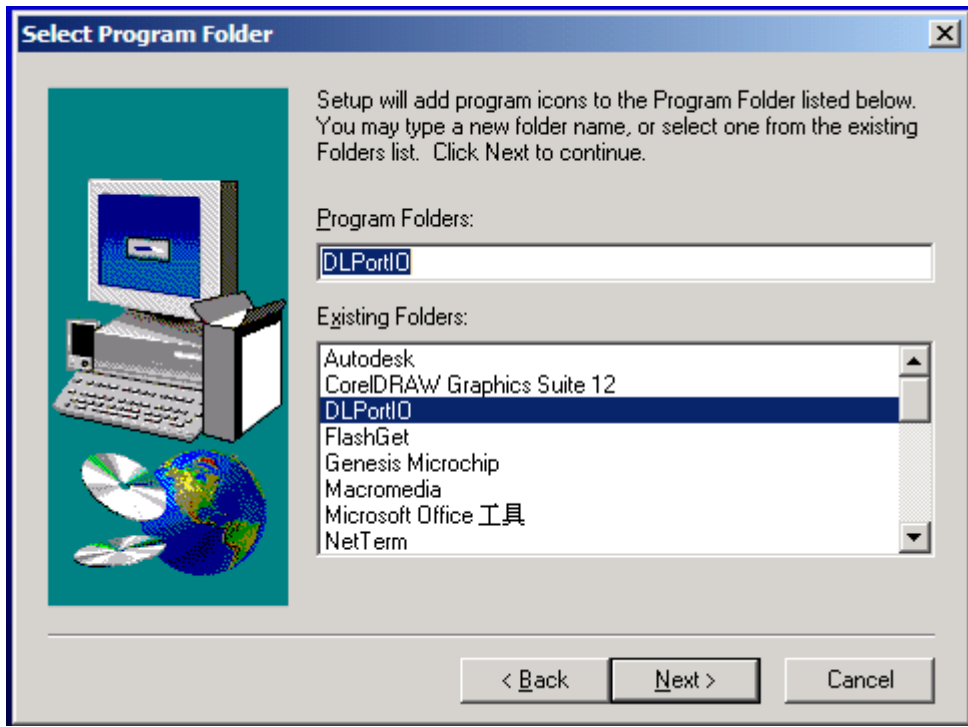 Select Program Folder
Setup will add program icons to the Program Folder listed below.
You may type a new folder name, or select one from the existing
Folders list.  Click Next to continue.
Program Folders:
DLPortIO
Existing Folders:
Autodesk
CorelDRAW Graphics Suite 12
DLPortIO
FlashGet
Genesis Microchip
Macromedia
Microsoft Office 工具
NetTerm
< Back
Next >
Cancel